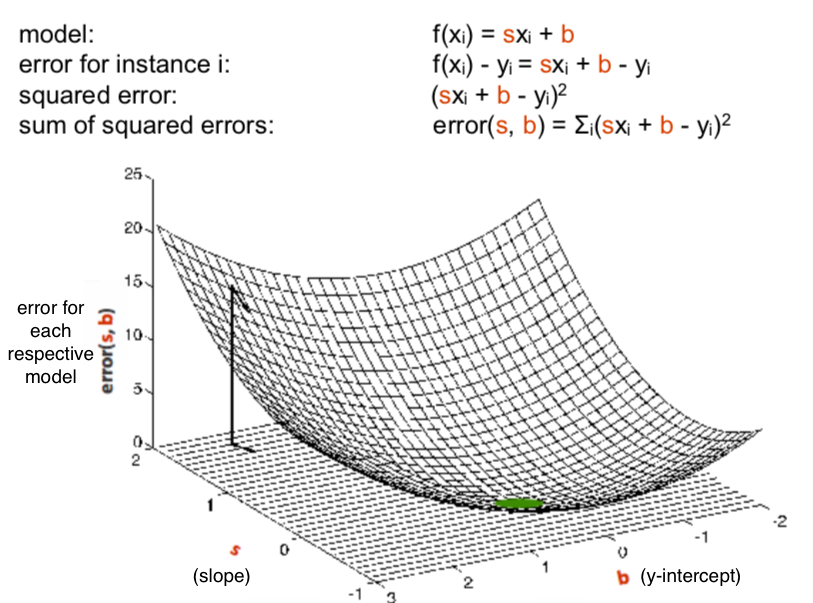 model: f(xᵢ) = sxᵢ + b
error for instance i: f(xᵢ) - yᵢ = sxᵢ + b - yᵢ
squared error: (sxᵢ + b - yᵢ)²
sum of squared errors: error(s, b) = Σᵢ(sxᵢ + b - yᵢ)²
25
20
15
10
5
0
error for
each
respective
model
error(s, b)
2
1
0
-1
s
(slope)
3
2
1
0
-1
-2
b (y-intercept)